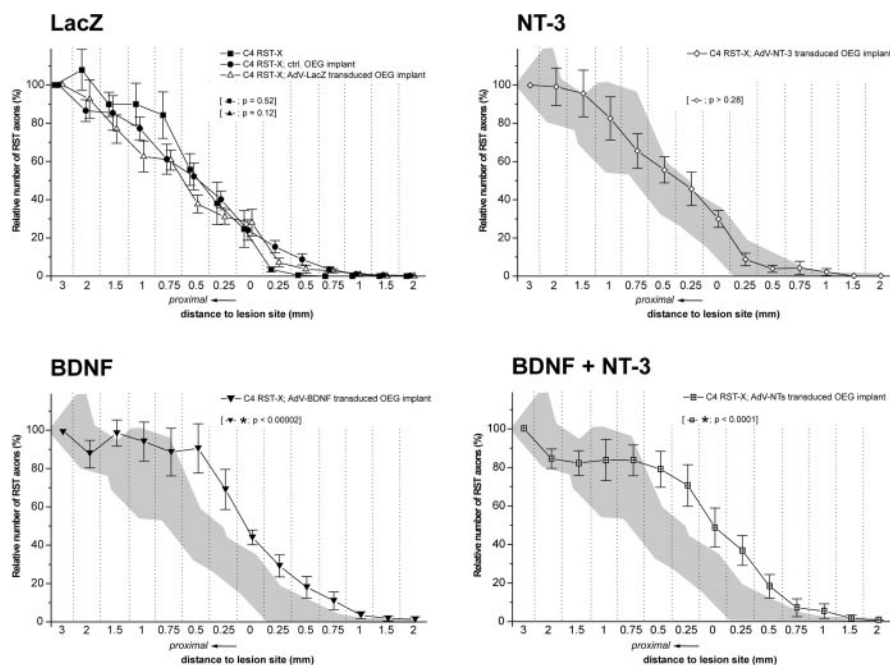 LacZ
C4 RST-X
C4 RST-X; ctrl. OEG implant
C4 RST-X; AdV-LacZ transduced OEG implant
[-■-; p = 0.52]
[-▲-; p = 0.12]
Relative number of RST axons (%)
100
80
60
40
20
0
3 2 1.5 1 0.75 0.5 0.25 0 0.25 0.5 0.75 1 1.5 2
proximal ←
distance to lesion site (mm)
NT-3
C4 RST-X; AdV-NT-3 transduced OEG implant
[-◇-; p > 0.28]
Relative number of RST axons (%)
100
80
60
40
20
0
3 2 1.5 1 0.75 0.5 0.25 0 0.25 0.5 0.75 1 1.5 2
proximal ←
distance to lesion site (mm)
BDNF
C4 RST-X; AdV-BDNF transduced OEG implant
[-▼- *; p < 0.00002]
Relative number of RST axons (%)
100
80
60
40
20
0
3 2 1.5 1 0.75 0.5 0.25 0 0.25 0.5 0.75 1 1.5 2
proximal ←
distance to lesion site (mm)
BDNF + NT-3
C4 RST-X; AdV-NTs transduced OEG implant
[-⊞- *; p < 0.0001]
Relative number of RST axons (%)
100
80
60
40
20
0
3 2 1.5 1 0.75 0.5 0.25 0 0.25 0.5 0.75 1 1.5 2
proximal ←
distance to lesion site (mm)